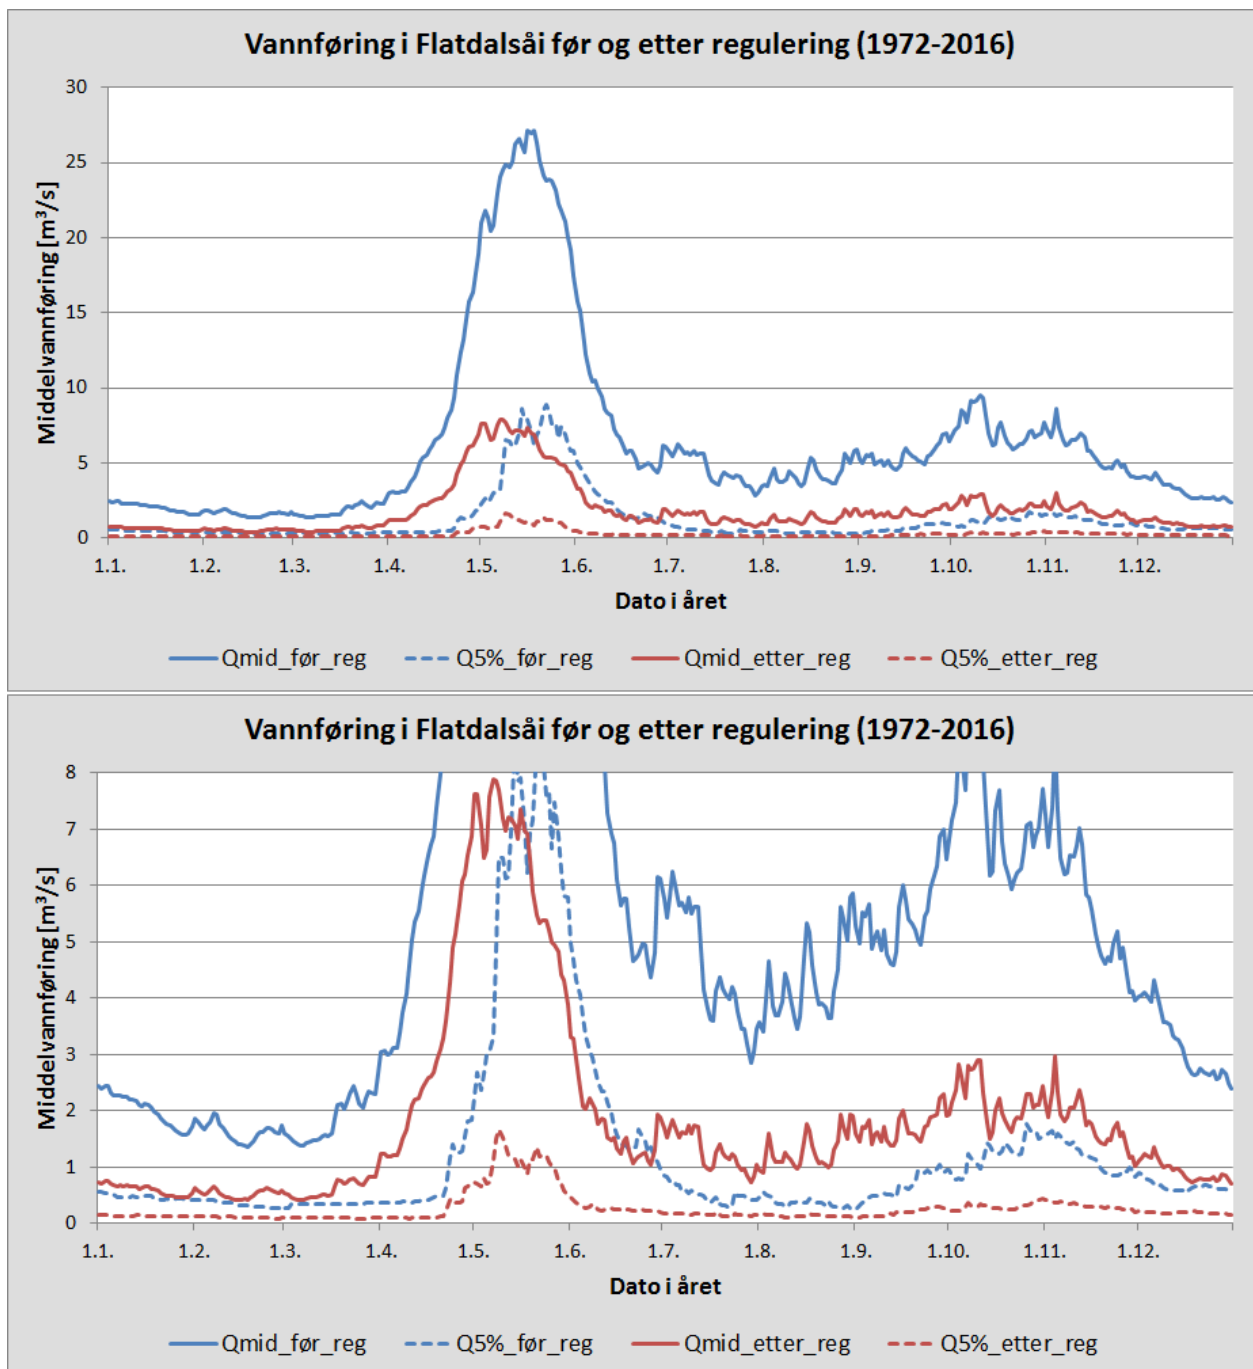 Vannføring i Flatdalsåi før og etter regulering (1972-2016)
30
25
20
15
10
5
0
Middelvannføring [m³/s]
1.1. 1.2. 1.3. 1.4. 1.5. 1.6. 1.7. 1.8. 1.9. 1.10. 1.11. 1.12.
Dato i året
Qmid_før_reg Q5%_før_reg Qmid_etter_reg Q5%_etter_reg
Vannføring i Flatdalsåi før og etter regulering (1972-2016)
8
7
6
5
4
3
2
1
0
Middelvannføring [m³/s]
1.1. 1.2. 1.3. 1.4. 1.5. 1.6. 1.7. 1.8. 1.9. 1.10. 1.11. 1.12.
Dato i året
Qmid_før_reg Q5%_før_reg Qmid_etter_reg Q5%_etter_reg